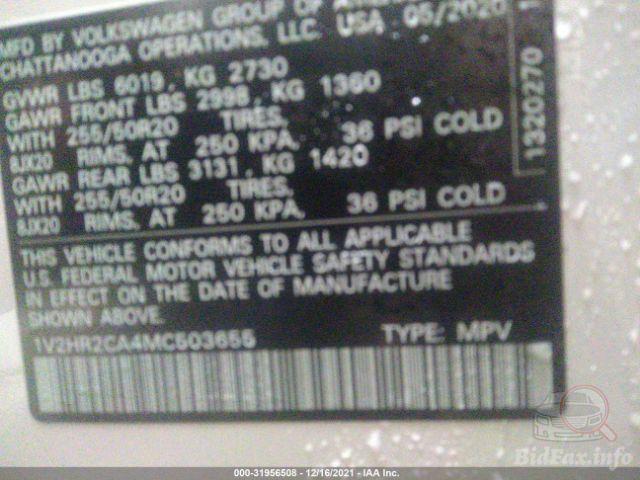 MFD BY VOLKSWAGEN GROUP OF AMERICA
CHATTANOOGA OPERATIONS, LLC. USA 05/2020
GVWR LBS 6019, KG 2730
GAWR FRONT LBS 2998, KG 1360
WITH 255/50R20 TIRES,
8JX20 RIMS, AT 250 KPA, 36 PSI COLD
GAWR REAR LBS 3131, KG 1420
WITH 255/50R20 TIRES,
8JX20 RIMS, AT 250 KPA, 36 PSI COLD
THIS VEHICLE CONFORMS TO ALL APPLICABLE
U.S. FEDERAL MOTOR VEHICLE SAFETY STANDARDS
IN EFFECT ON THE DATE OF MANUFACTURE
SHOWN ABOVE.
1V2HR2CA4MC503655 TYPE: MPV
1320270
BidFax.info
000-31956508 - 12/16/2021 - IAA Inc.